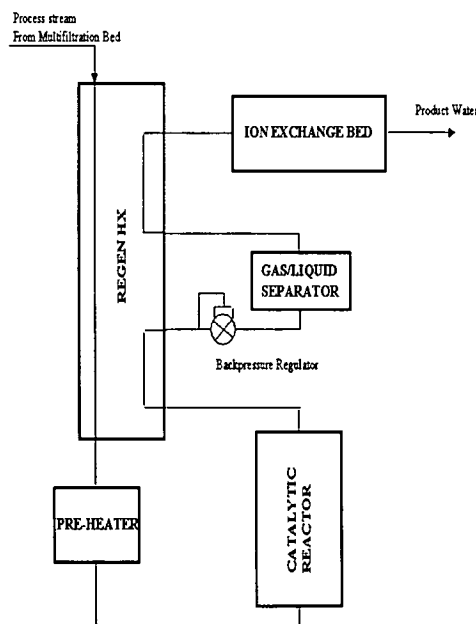 Process stream
From Multifiltration Bed
ION EXCHANGE BED
Product Water
REGEN HX
GAS/LIQUID
SEPARATOR
Backpressure Regulator
PRE-HEATER
CATALYTIC
REACTOR